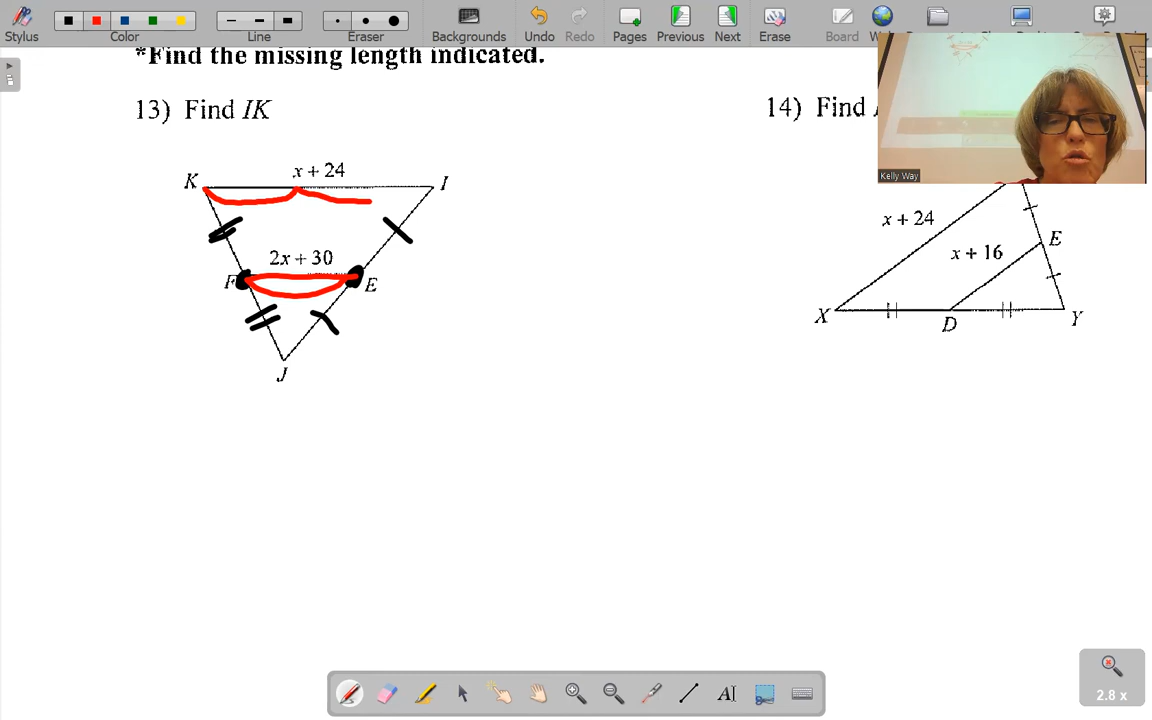 Stylus
Color
Line
Eraser
Backgrounds
Undo
Redo
Pages
Previous
Next
Erase
Board
*Find the missing length indicated.
13) Find IK
14) Find
Kelly Way
K
x + 24
I
2x + 30
F
E
J
x + 24
x + 16
E
X
D
Y
2.8 x